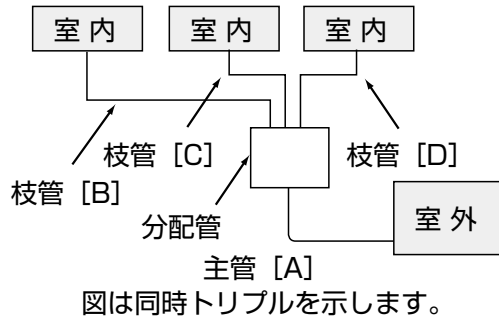 室内 室内 室内
枝管［C］ 枝管［D］
枝管［B］
分配管
室外
主管［A］
図は同時トリプルを示します。